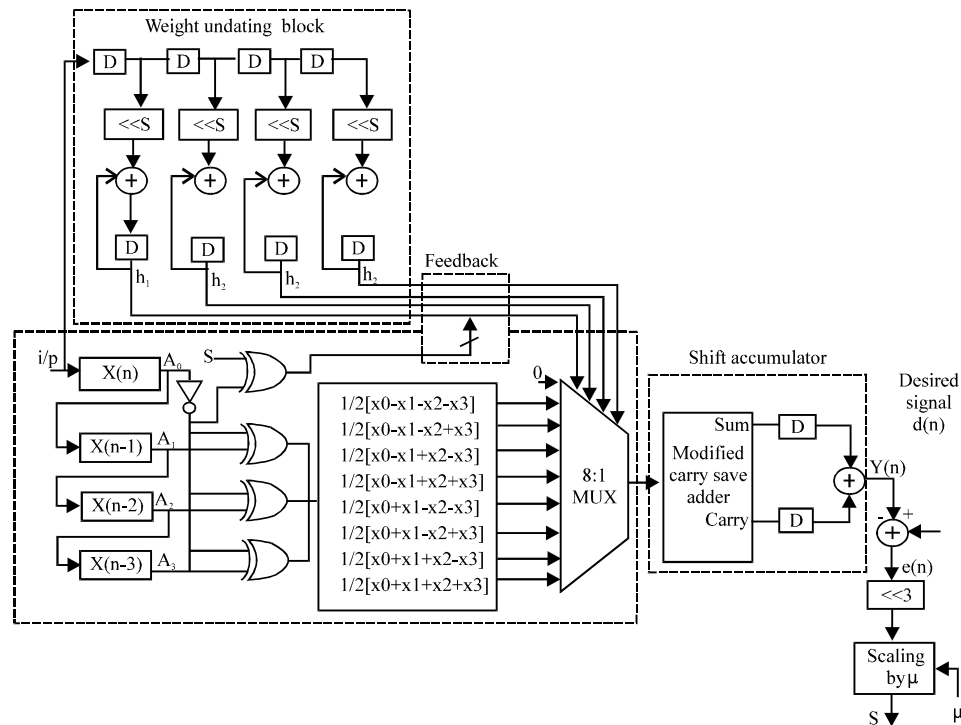 Weight undating block
D D D D
<<S <<S <<S <<S
+ + + +
D D D D
h₁ h₂ h₂ h₂
Feedback
i/p
X(n) A₀
S
X(n-1) A₁
X(n-2) A₂
X(n-3) A₃
1/2[x0-x1-x2-x3]
1/2[x0-x1-x2+x3]
1/2[x0-x1+x2-x3]
1/2[x0-x1+x2+x3]
1/2[x0+x1-x2-x3]
1/2[x0+x1-x2+x3]
1/2[x0+x1+x2-x3]
1/2[x0+x1+x2+x3]
0
8:1
MUX
Shift accumulator
Sum
Modified
carry save
adder
Carry
D
D
+
Y(n)
Desired
signal
d(n)
- +
+
e(n)
<<3
Scaling
by μ
μ
S